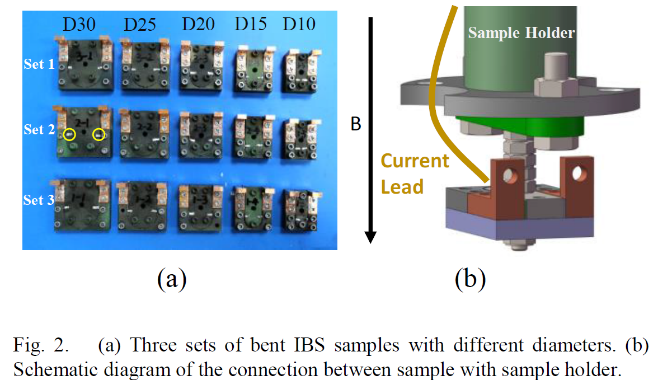 D30 D25 D20 D15 D10
Set 1
Set 2
Set 3
Sample Holder
B
Current
Lead
(a)
(b)
Fig. 2. (a) Three sets of bent IBS samples with different diameters. (b)
Schematic diagram of the connection between sample with sample holder.